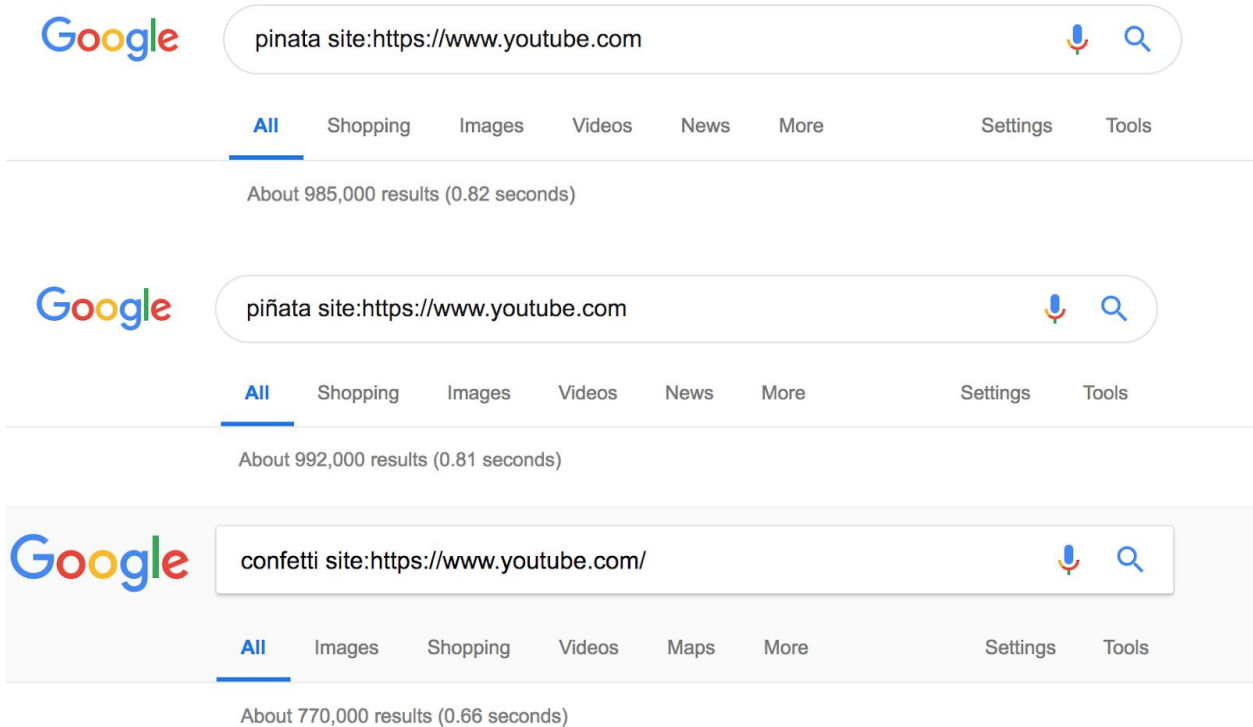 Google pinata site:https://www.youtube.com
All Shopping Images Videos News More Settings Tools
About 985,000 results (0.82 seconds)
Google piñata site:https://www.youtube.com
All Shopping Images Videos News More Settings Tools
About 992,000 results (0.81 seconds)
Google confetti site:https://www.youtube.com/
All Images Shopping Videos Maps More Settings Tools
About 770,000 results (0.66 seconds)